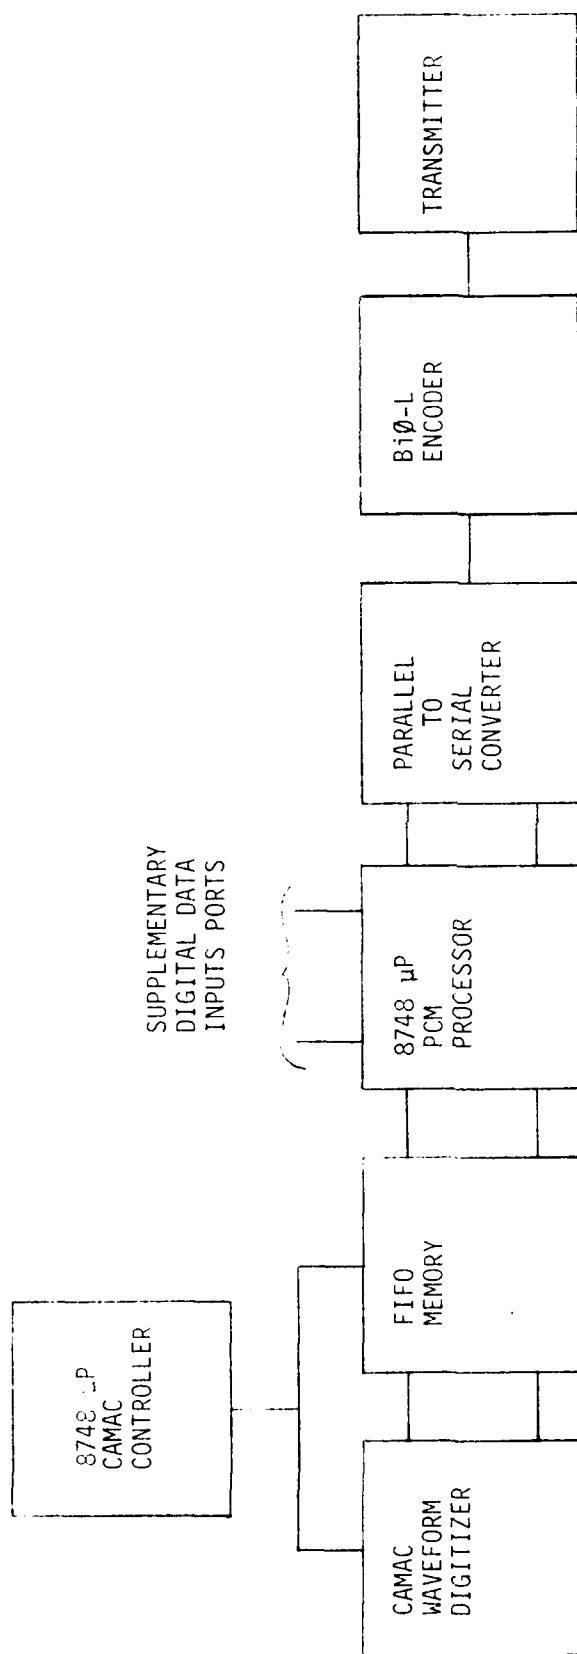 8748 µP
CAMAC
CONTROLLER
SUPPLEMENTARY
DIGITAL DATA
INPUTS PORTS
CAMAC
WAVEFORM
DIGITIZER
FIFO
MEMORY
8748 µP
PCM
PROCESSOR
PARALLEL
TO
SERIAL
CONVERTER
BiØ-L
ENCODER
TRANSMITTER